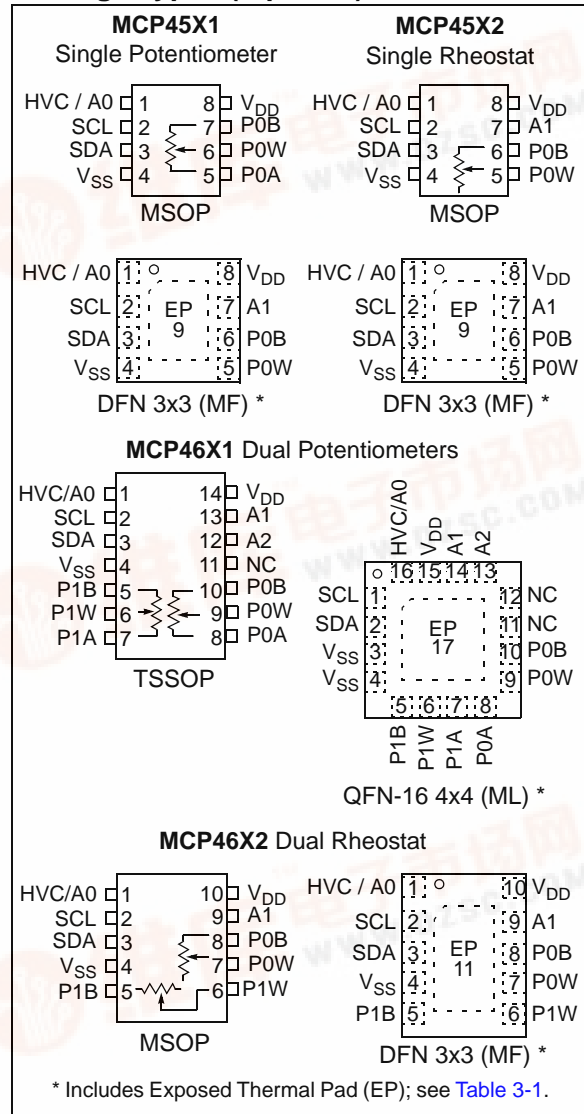 MCP45X1
Single Potentiometer
HVC / A0 1 8 VDD
SCL 2 7 P0B
SDA 3 6 P0W
VSS 4 5 P0A
MSOP
MCP45X2
Single Rheostat
HVC / A0 1 8 VDD
SCL 2 7 A1
SDA 3 6 P0B
VSS 4 5 P0W
MSOP
HVC / A0 1 8 VDD
SCL 2 EP 7 A1
SDA 3 9 6 P0B
VSS 4 5 P0W
DFN 3x3 (MF) *
HVC / A0 1 8 VDD
SCL 2 EP 7 A1
SDA 3 9 6 P0B
VSS 4 5 P0W
DFN 3x3 (MF) *
MCP46X1 Dual Potentiometers
HVC/A0 1 14 VDD
SCL 2 13 A1
SDA 3 12 A2
VSS 4 11 NC
P1B 5 10 P0B
P1W 6 9 P0W
P1A 7 8 P0A
TSSOP
HVC/A0 VDD A1 A2
16 15 14 13
SCL 1 12 NC
SDA 2 EP 11 NC
VSS 3 17 10 P0B
VSS 4 9 P0W
5 6 7 8
P1B P1W P1A P0A
QFN-16 4x4 (ML) *
MCP46X2 Dual Rheostat
HVC/A0 1 10 VDD
SCL 2 9 A1
SDA 3 8 P0B
VSS 4 7 P0W
P1B 5 6 P1W
MSOP
HVC / A0 1 10 VDD
SCL 2 9 A1
SDA 3 EP 8 P0B
VSS 4 11 7 P0W
P1B 5 6 P1W
DFN 3x3 (MF) *
* Includes Exposed Thermal Pad (EP); see Table 3-1.